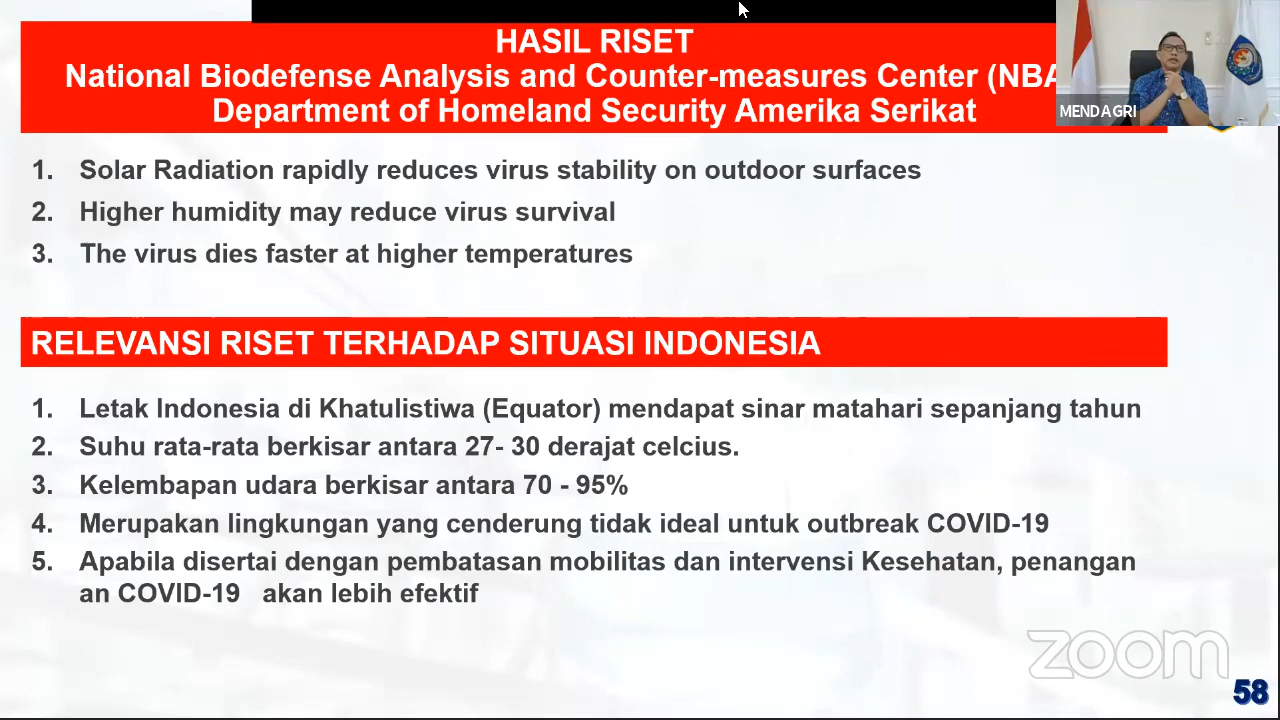 HASIL RISET
National Biodefense Analysis and Counter-measures Center (NBA
Department of Homeland Security Amerika Serikat
MENDAGRI
1. Solar Radiation rapidly reduces virus stability on outdoor surfaces
2. Higher humidity may reduce virus survival
3. The virus dies faster at higher temperatures
RELEVANSI RISET TERHADAP SITUASI INDONESIA
1. Letak Indonesia di Khatulistiwa (Equator) mendapat sinar matahari sepanjang tahun
2. Suhu rata-rata berkisar antara 27- 30 derajat celcius.
3. Kelembapan udara berkisar antara 70 - 95%
4. Merupakan lingkungan yang cenderung tidak ideal untuk outbreak COVID-19
5. Apabila disertai dengan pembatasan mobilitas dan intervensi Kesehatan, penangan
an COVID-19 akan lebih efektif
zoom
58